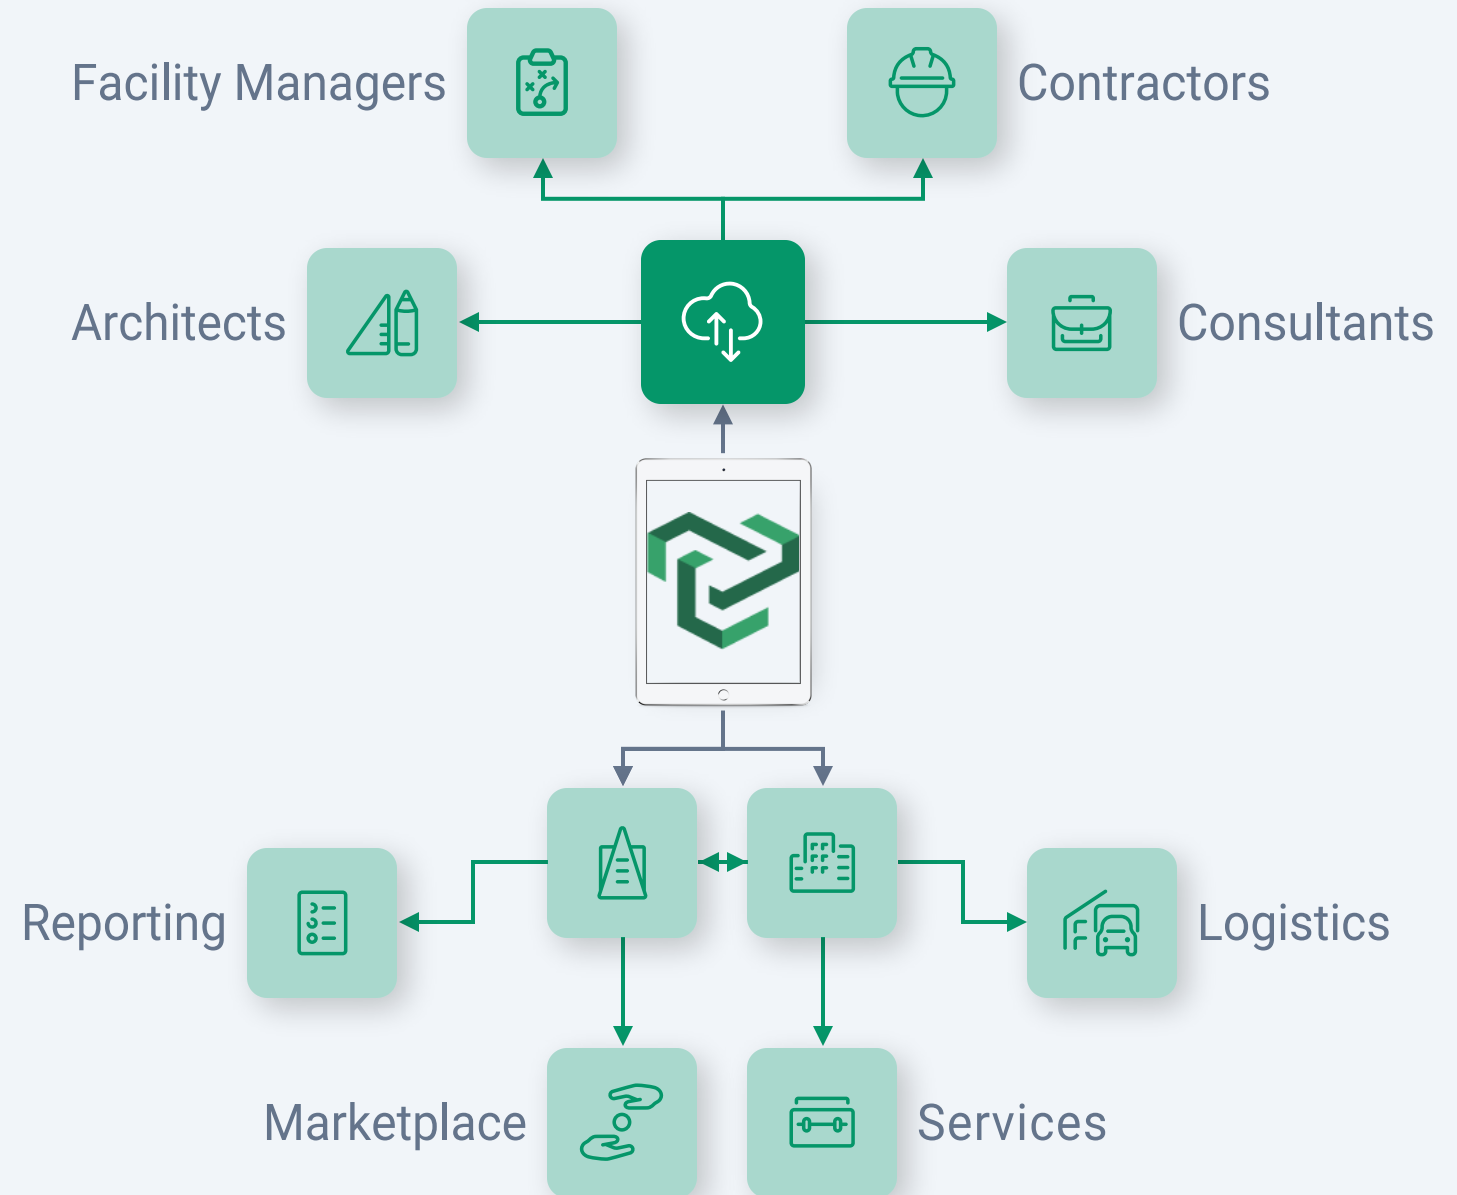 Facility Managers
Contractors
Architects
Consultants
Reporting
Logistics
Marketplace
Services